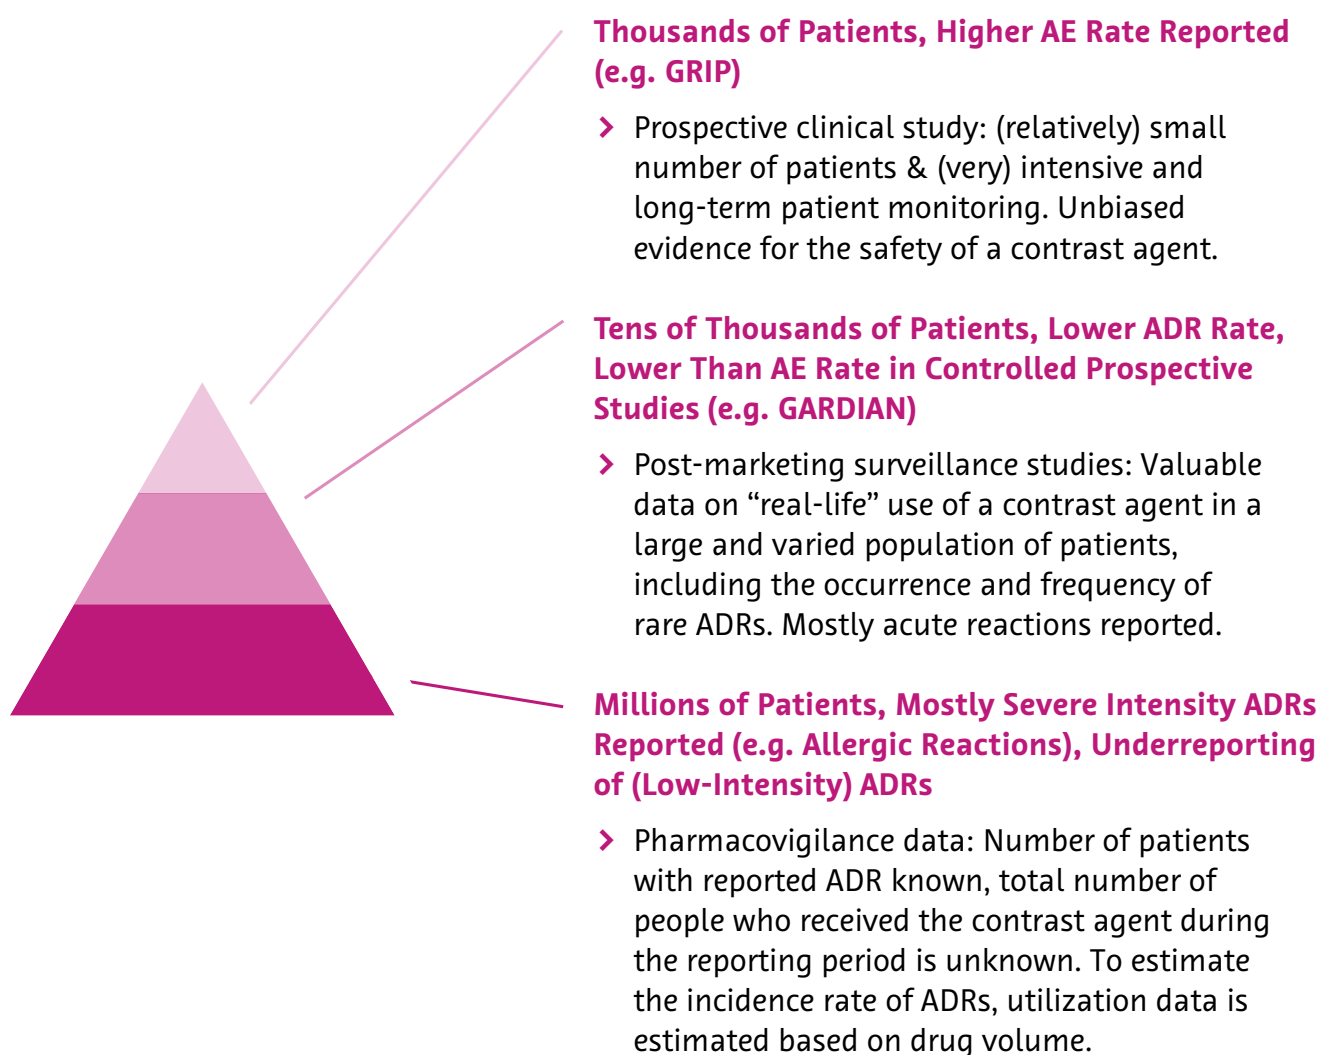 Thousands of Patients, Higher AE Rate Reported
(e.g. GRIP)
Prospective clinical study: (relatively) small
number of patients & (very) intensive and
long-term patient monitoring. Unbiased
evidence for the safety of a contrast agent.
Tens of Thousands of Patients, Lower ADR Rate,
Lower Than AE Rate in Controlled Prospective
Studies (e.g. GARDIAN)
Post-marketing surveillance studies: Valuable
data on “real-life” use of a contrast agent in a
large and varied population of patients,
including the occurrence and frequency of
rare ADRs. Mostly acute reactions reported.
Millions of Patients, Mostly Severe Intensity ADRs
Reported (e.g. Allergic Reactions), Underreporting
of (Low-Intensity) ADRs
Pharmacovigilance data: Number of patients
with reported ADR known, total number of
people who received the contrast agent during
the reporting period is unknown. To estimate
the incidence rate of ADRs, utilization data is
estimated based on drug volume.